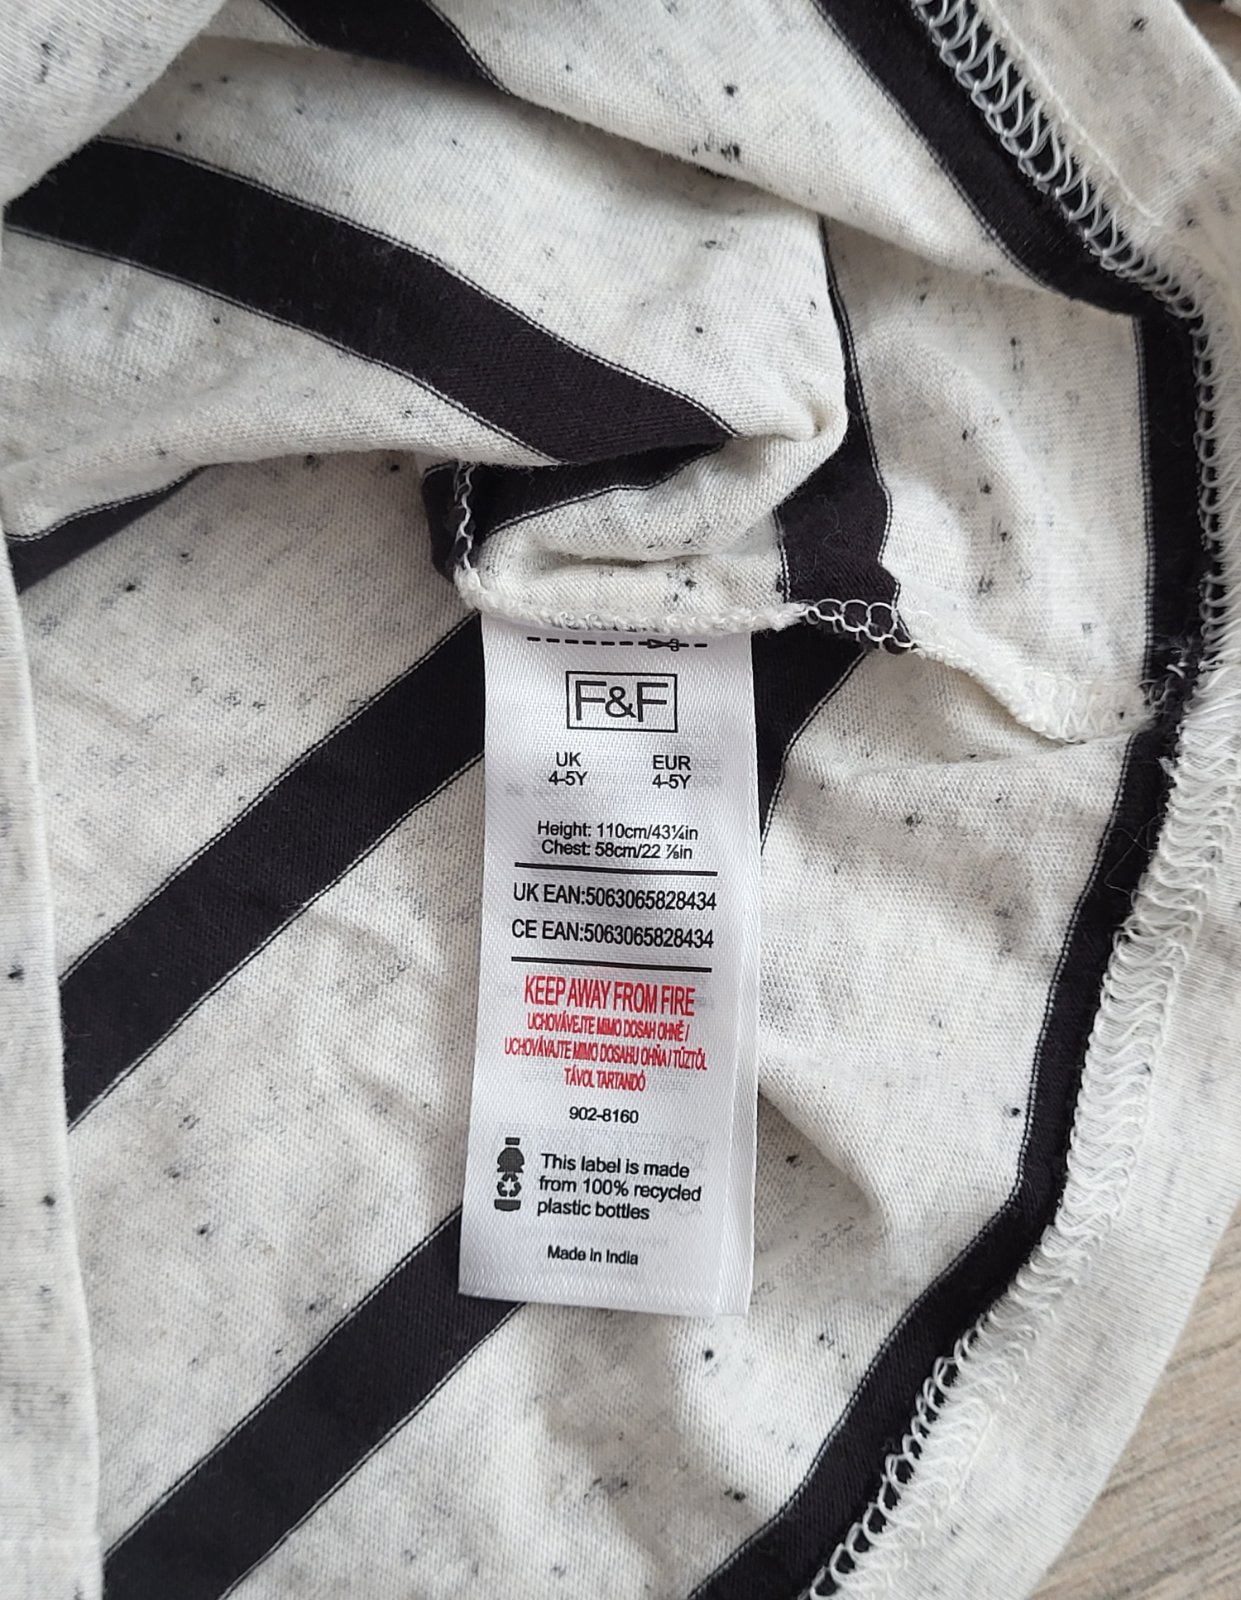 F&F
UK EUR
4-5Y 4-5Y
Height: 110cm/43¼in
Chest: 58cm/22 ⅞in
UK EAN:5063065828434
CE EAN:5063065828434
KEEP AWAY FROM FIRE
UCHOVÁVEJTE MIMO DOSAH OHNĚ /
UCHOVÁVAJTE MIMO DOSAHU OHŇA / TŰZTŐL
TÁVOL TARTANDÓ
902-8160
This label is made
from 100% recycled
plastic bottles
Made in India